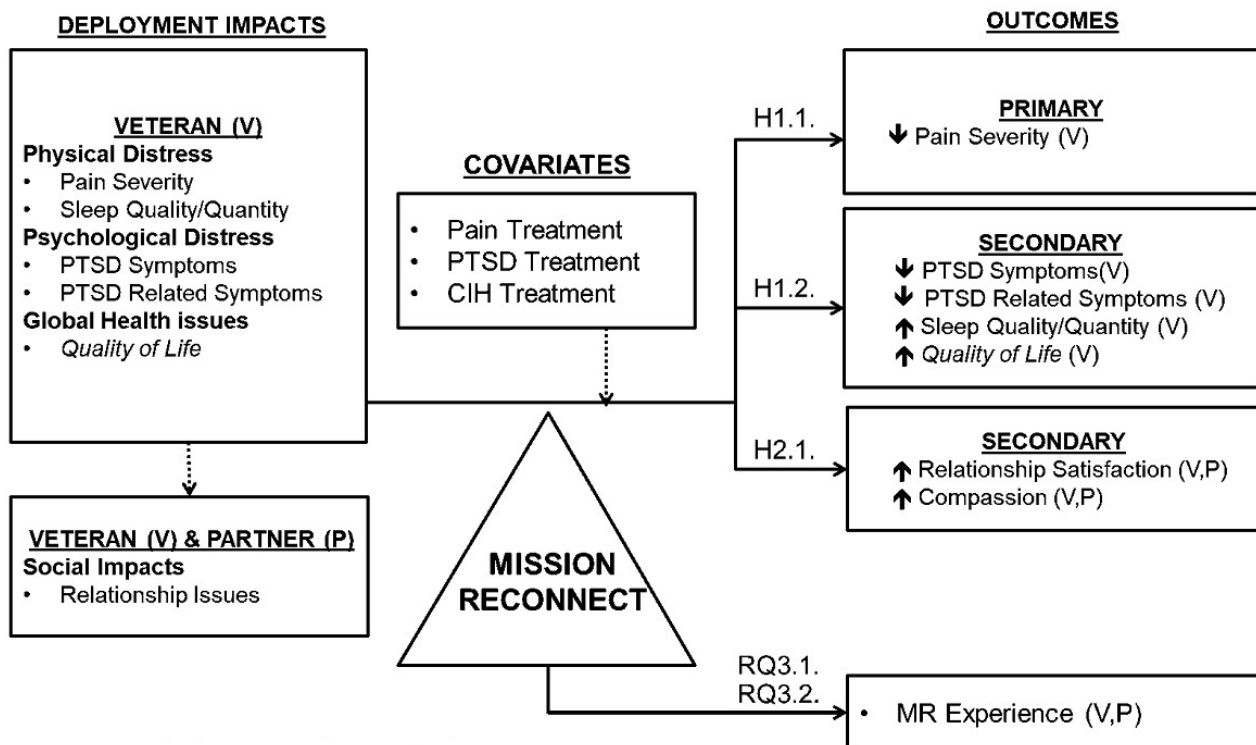 DEPLOYMENT IMPACTS
VETERAN (V)
Physical Distress
• Pain Severity
• Sleep Quality/Quantity
Psychological Distress
• PTSD Symptoms
• PTSD Related Symptoms
Global Health issues
• Quality of Life
VETERAN (V) & PARTNER (P)
Social Impacts
• Relationship Issues
COVARIATES
• Pain Treatment
• PTSD Treatment
• CIH Treatment
MISSION
RECONNECT
H1.1.
H1.2.
H2.1.
RQ3.1.
RQ3.2.
OUTCOMES
PRIMARY
↓ Pain Severity (V)
SECONDARY
↓ PTSD Symptoms(V)
↓ PTSD Related Symptoms (V)
↑ Sleep Quality/Quantity (V)
↑ Quality of Life (V)
SECONDARY
↑ Relationship Satisfaction (V,P)
↑ Compassion (V,P)
• MR Experience (V,P)